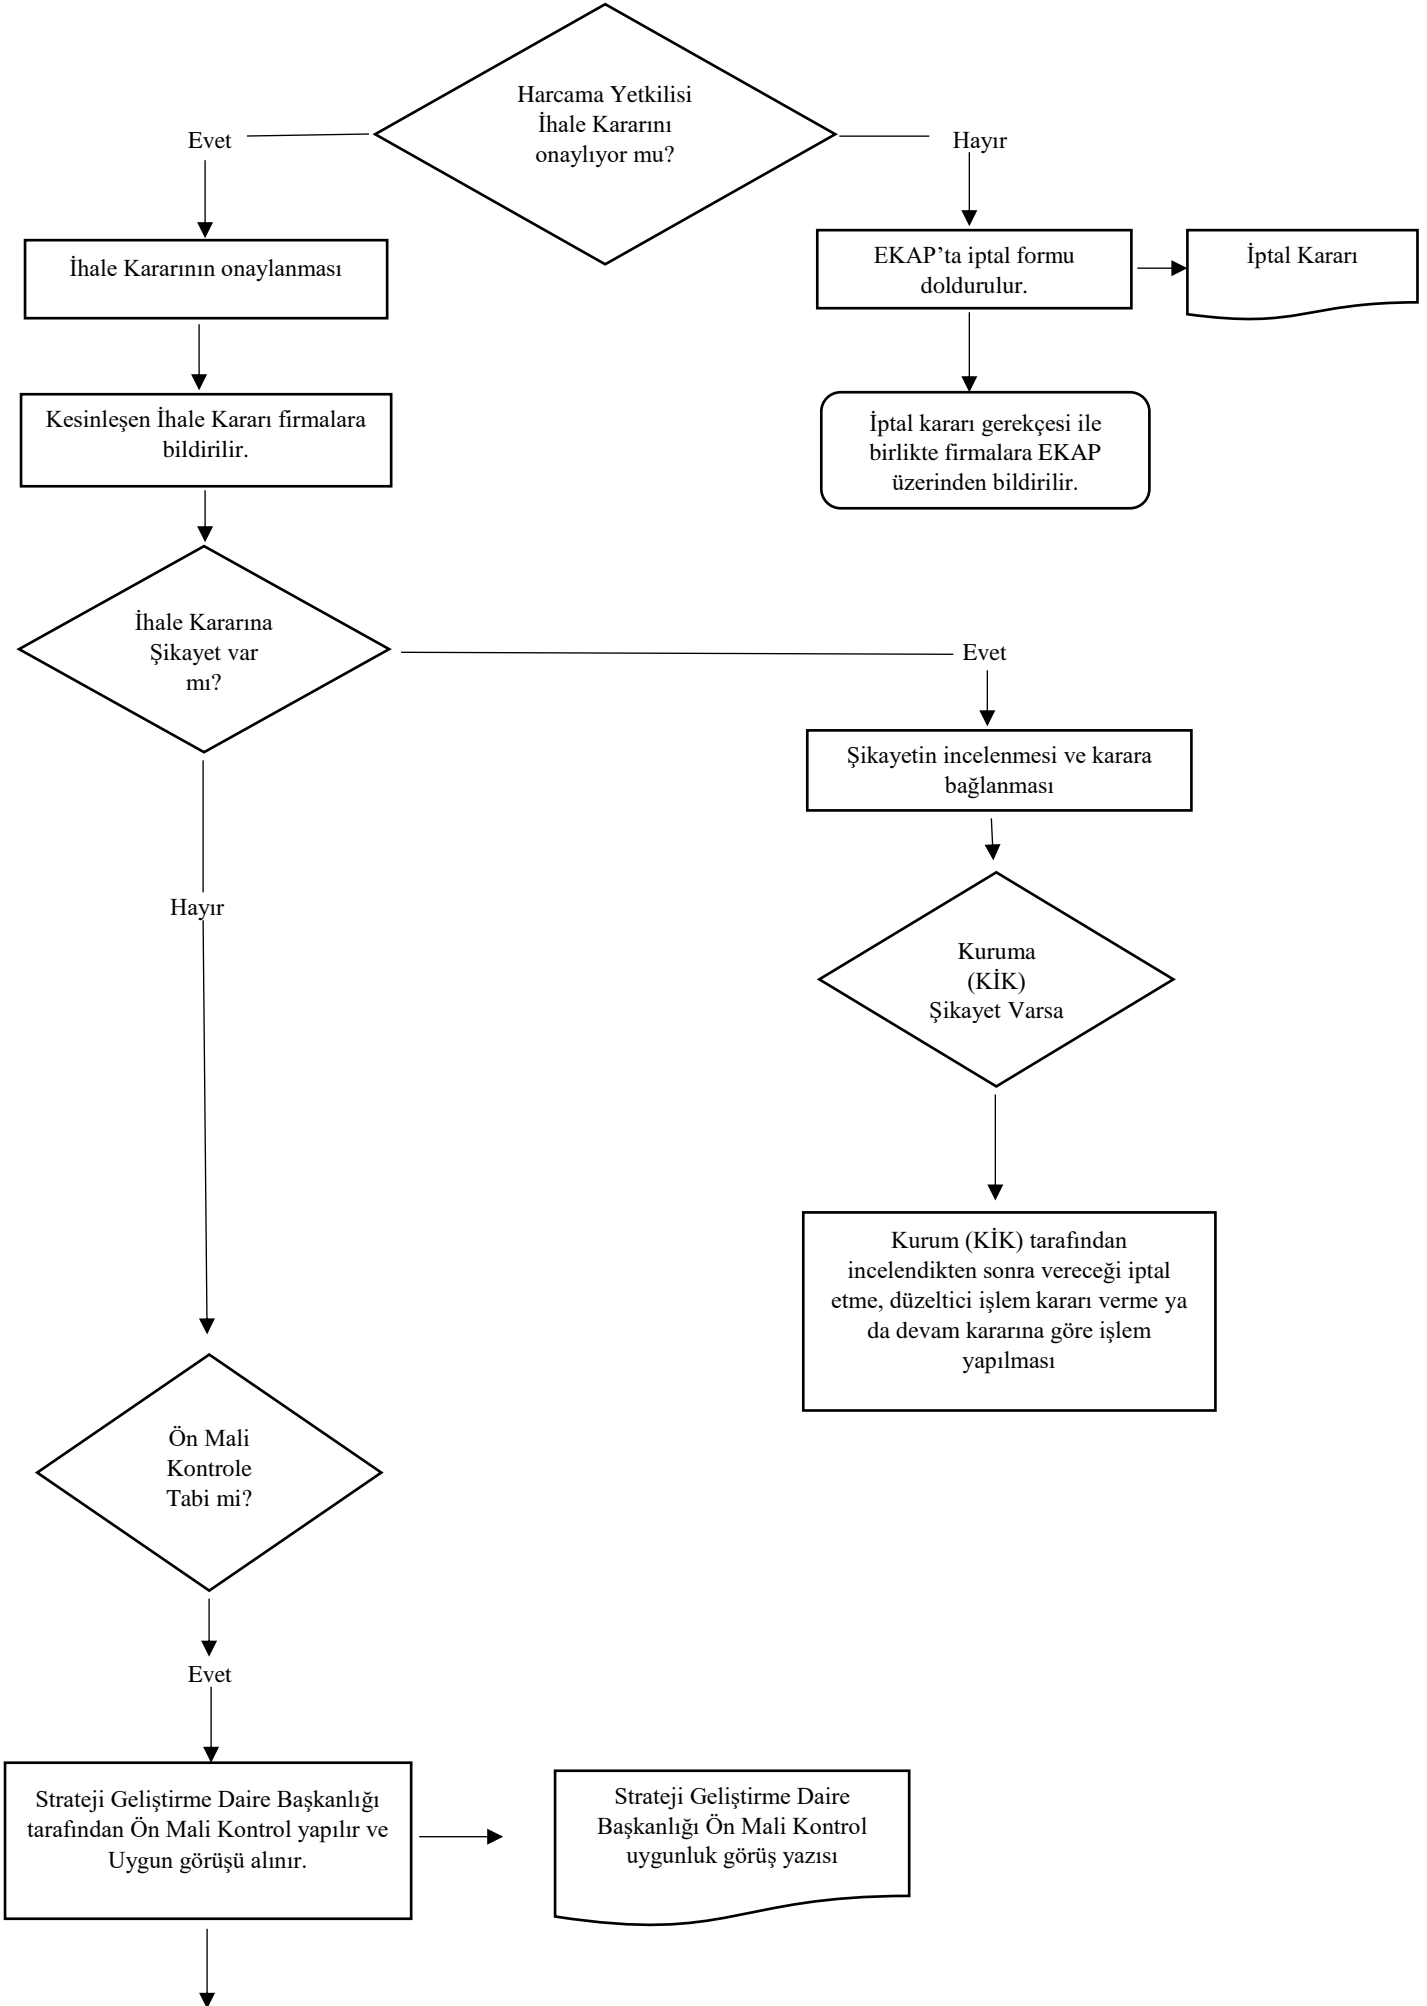 Harcama Yetkilisi
İhale Kararını
onaylıyor mu?
Evet
Hayır
İhale Kararının onaylanması
EKAP’ta iptal formu
doldurulur.
İptal Kararı
Kesinleşen İhale Kararı firmalara
bildirilir.
İptal kararı gerekçesi ile
birlikte firmalara EKAP
üzerinden bildirilir.
İhale Kararına
Şikayet var
mı?
Evet
Şikayetin incelenmesi ve karara
bağlanması
Hayır
Kuruma
(KİK)
Şikayet Varsa
Kurum (KİK) tarafından
incelendikten sonra vereceği iptal
etme, düzeltici işlem kararı verme ya
da devam kararına göre işlem
yapılması
Ön Mali
Kontrole
Tabi mi?
Evet
Strateji Geliştirme Daire Başkanlığı
tarafından Ön Mali Kontrol yapılır ve
Uygun görüşü alınır.
Strateji Geliştirme Daire
Başkanlığı Ön Mali Kontrol
uygunluk görüş yazısı